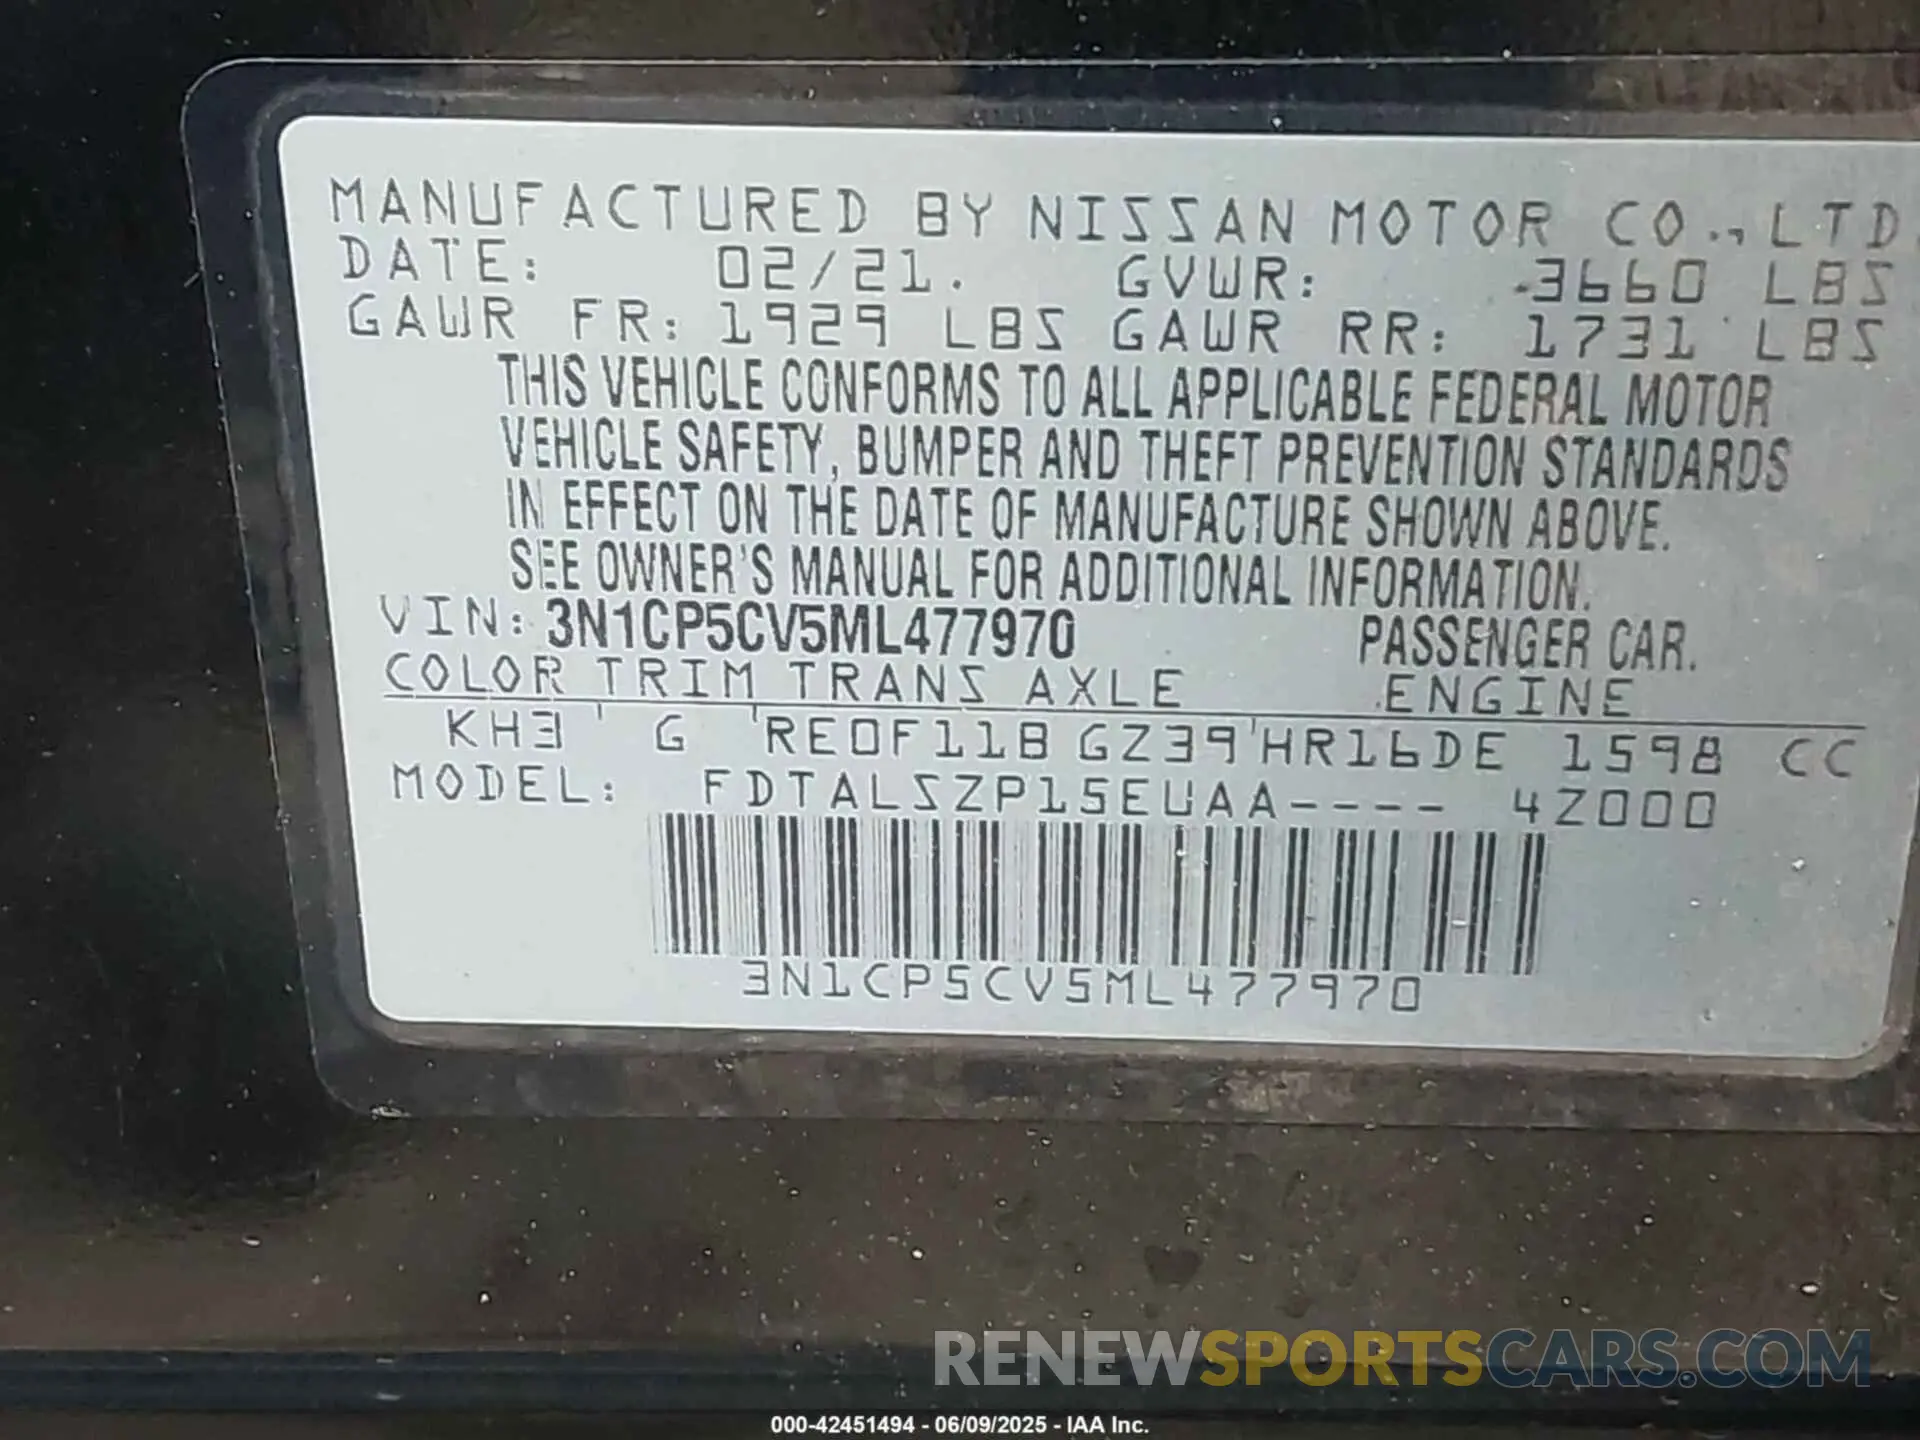 MANUFACTURED BY NISSAN MOTOR CO.,LTD.
DATE: 02/21. GVWR: 3660 LBS
GAWR FR: 1929 LBS GAWR RR: 1731 LBS
THIS VEHICLE CONFORMS TO ALL APPLICABLE FEDERAL MOTOR
VEHICLE SAFETY, BUMPER AND THEFT PREVENTION STANDARDS
IN EFFECT ON THE DATE OF MANUFACTURE SHOWN ABOVE.
SEE OWNER'S MANUAL FOR ADDITIONAL INFORMATION.
VIN: 3N1CP5CV5ML477970 PASSENGER CAR.
COLOR TRIM TRANS AXLE ENGINE
KH3 ' G 'RE0F11B GZ39'HR16DE 1598 CC
MODEL: FDTALSZP15EUAA---- 4Z000
3N1CP5CV5ML477970
RENEWSPORTSCARS.COM
000-42451494 - 06/09/2025 - IAA Inc.